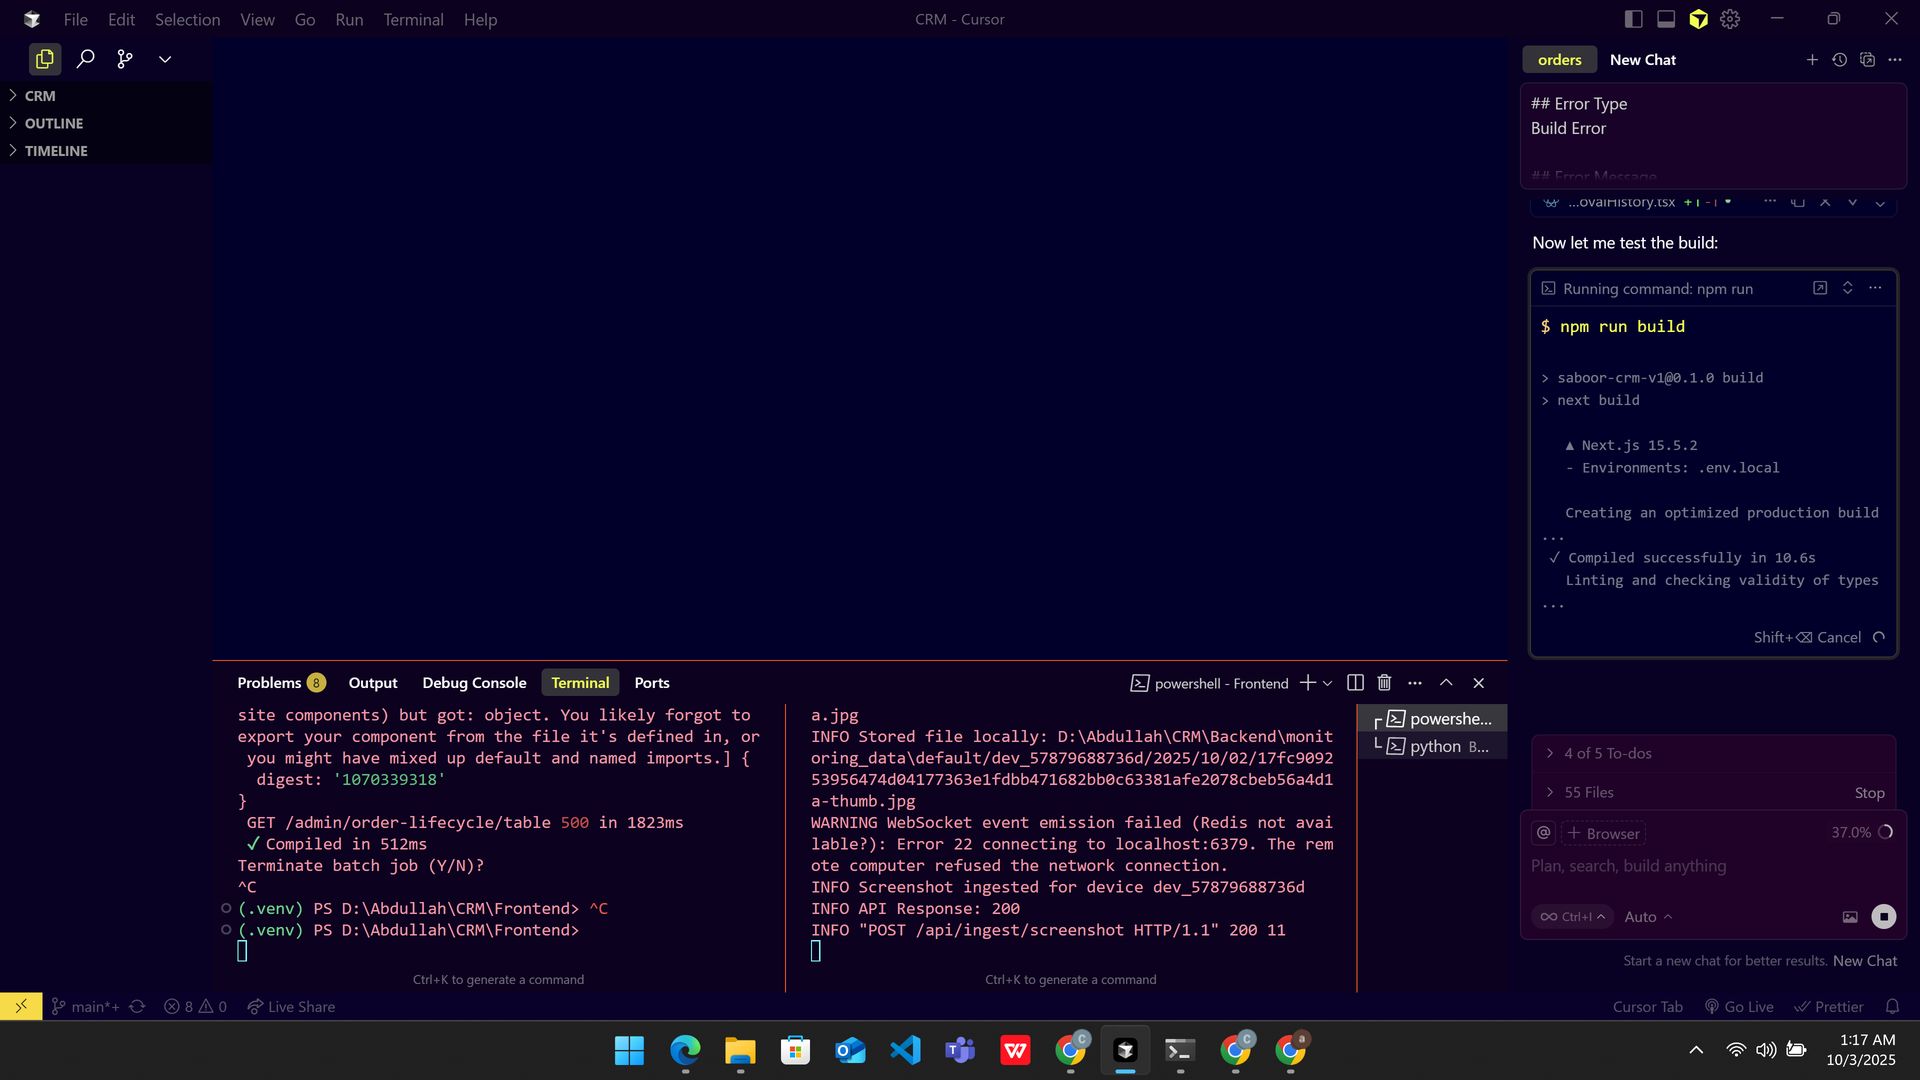 File Edit Selection View Go Run Terminal Help
CRM - Cursor
CRM
OUTLINE
TIMELINE
orders New Chat
## Error Type
Build Error
## Error Message
...ovalHistory.tsx +1 -1
Now let me test the build:
Running command: npm run
$ npm run build
> saboor-crm-v1@0.1.0 build
> next build
▲ Next.js 15.5.2
- Environments: .env.local
Creating an optimized production build
...
✓ Compiled successfully in 10.6s
Linting and checking validity of types
...
Shift+⌫ Cancel
4 of 5 To-dos
55 Files Stop
@ + Browser 37.0%
Plan, search, build anything
∞ Ctrl+I Auto
Start a new chat for better results. New Chat
Problems 8 Output Debug Console Terminal Ports
powershell - Frontend
site components) but got: object. You likely forgot to
export your component from the file it's defined in, or
you might have mixed up default and named imports.] {
digest: '1070339318'
}
GET /admin/order-lifecycle/table 500 in 1823ms
✓ Compiled in 512ms
Terminate batch job (Y/N)?
^C
(.venv) PS D:\Abdullah\CRM\Frontend> ^C
(.venv) PS D:\Abdullah\CRM\Frontend>
Ctrl+K to generate a command
a.jpg
INFO Stored file locally: D:\Abdullah\CRM\Backend\monit
oring_data\default/dev_57879688736d/2025/10/02/17fc9092
53956474d04177363e1fdbb471682bb0c63381afe2078cbeb56a4d1
a-thumb.jpg
WARNING WebSocket event emission failed (Redis not avai
lable?): Error 22 connecting to localhost:6379. The rem
ote computer refused the network connection.
INFO Screenshot ingested for device dev_57879688736d
INFO API Response: 200
INFO "POST /api/ingest/screenshot HTTP/1.1" 200 11
Ctrl+K to generate a command
powershe...
python B...
main*+ 8 0 Live Share
Cursor Tab Go Live Prettier
1:17 AM
10/3/2025